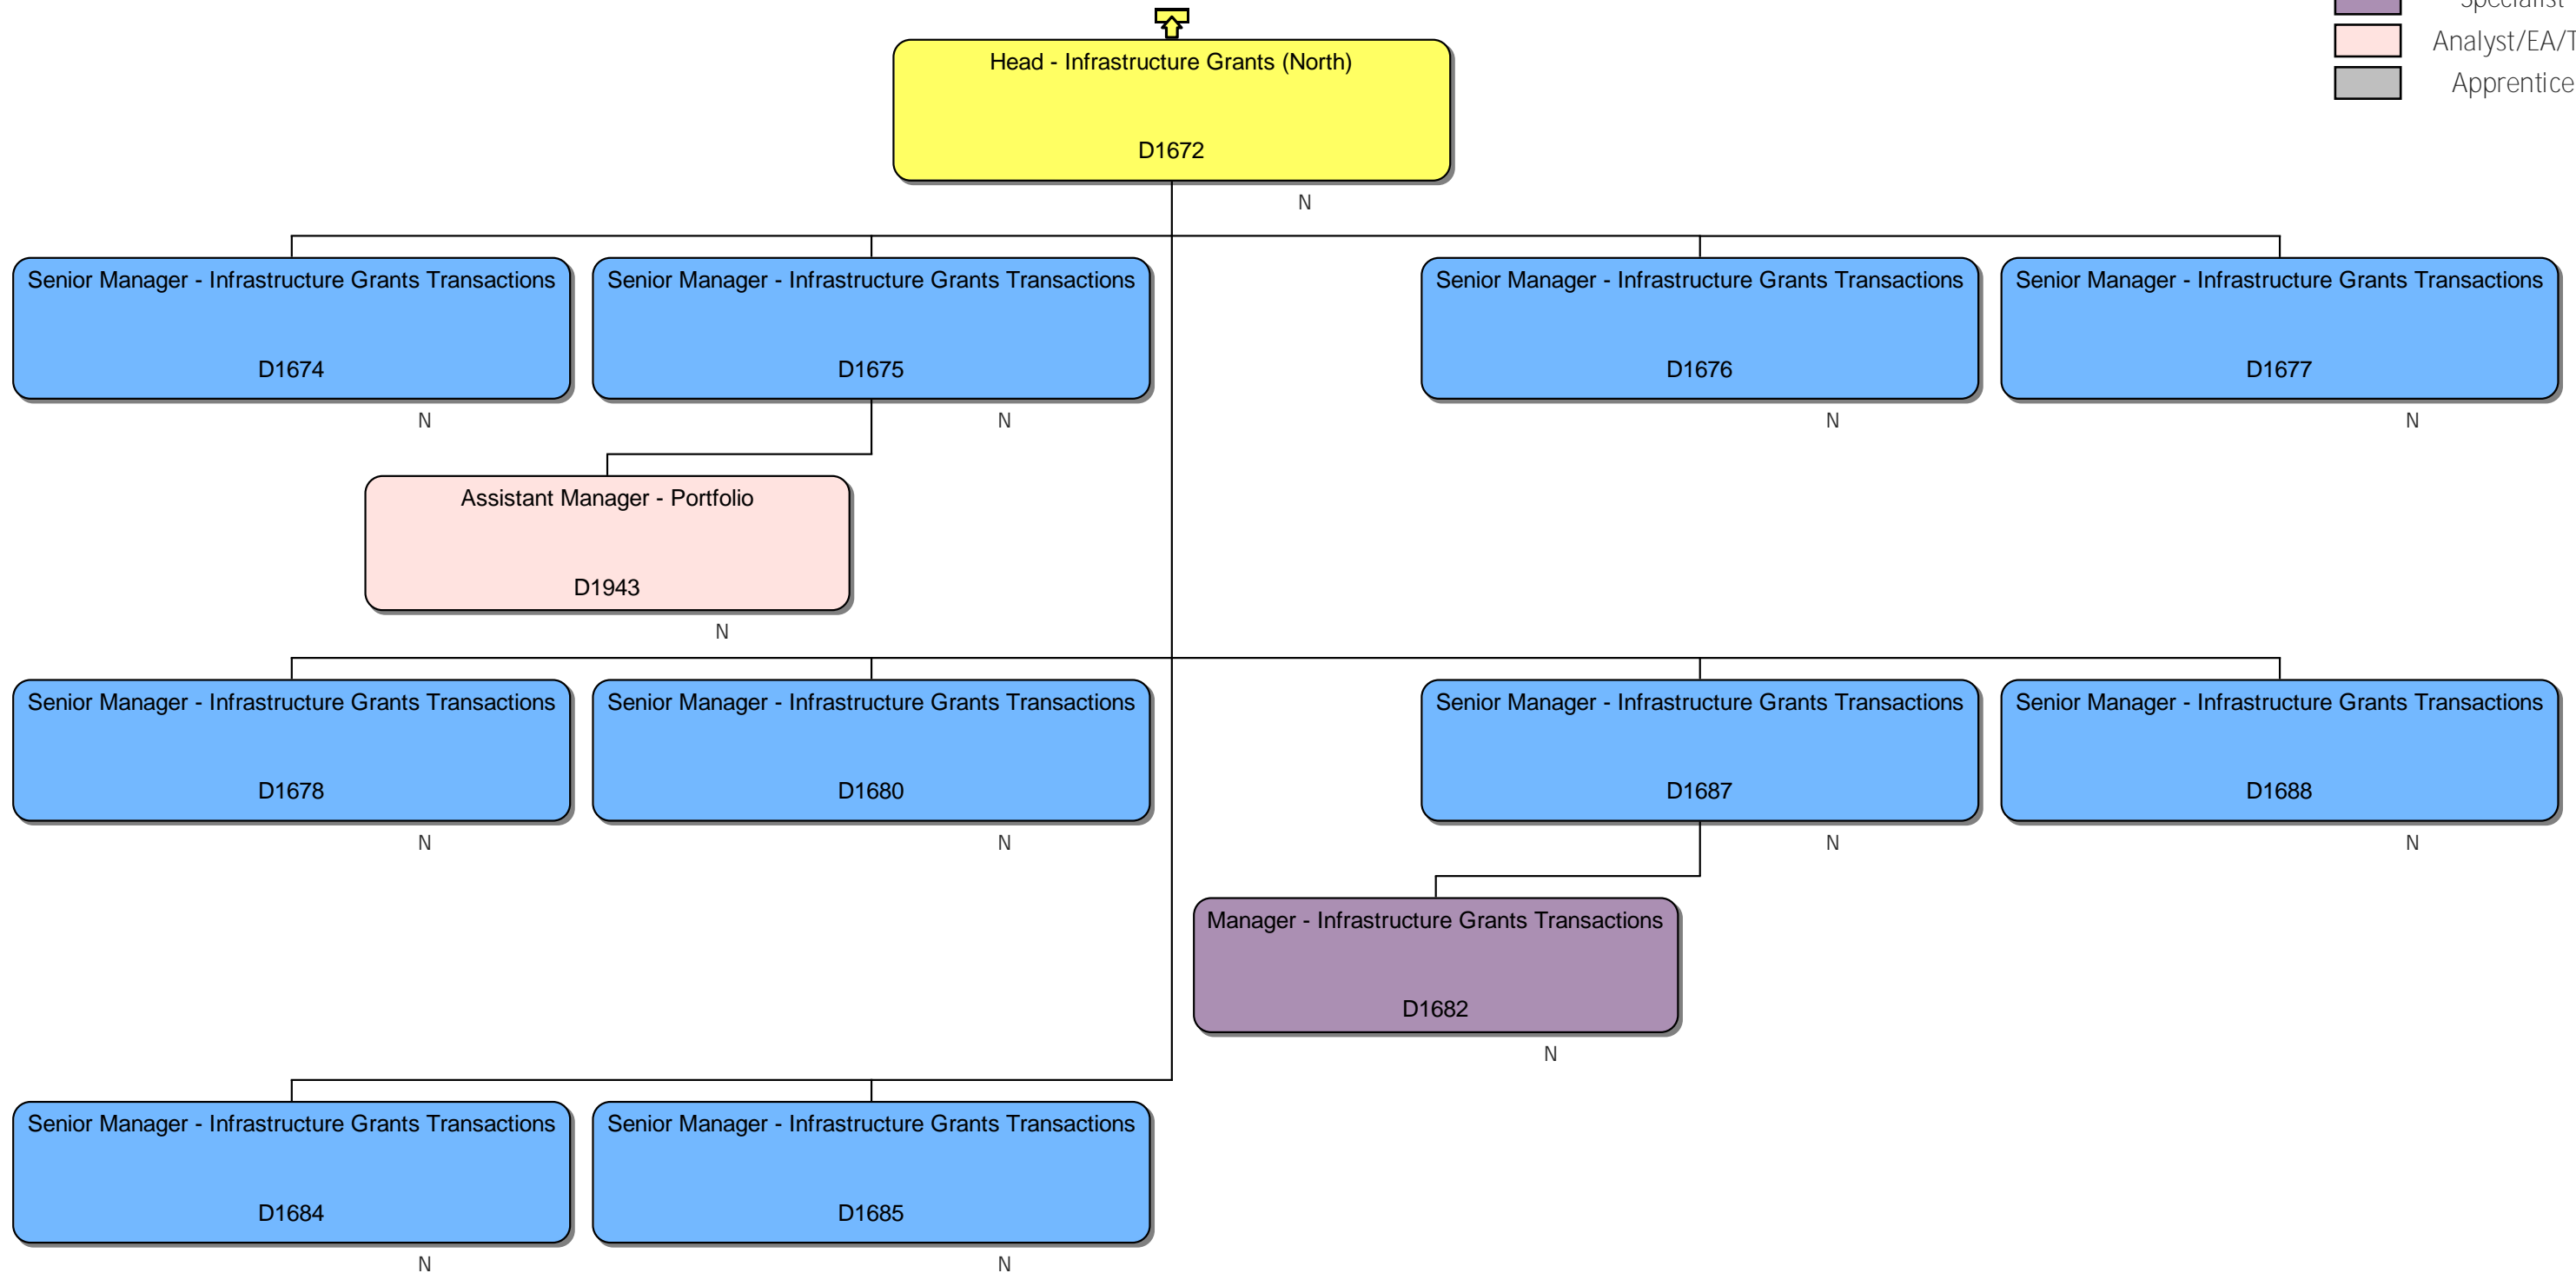 Analyst/EA/T
Apprentice
Head - Infrastructure Grants (North)
D1672
N
Senior Manager - Infrastructure Grants Transactions
D1674
N
Senior Manager - Infrastructure Grants Transactions
D1675
N
Senior Manager - Infrastructure Grants Transactions
D1676
N
Senior Manager - Infrastructure Grants Transactions
D1677
N
Assistant Manager - Portfolio
D1943
N
Senior Manager - Infrastructure Grants Transactions
D1678
N
Senior Manager - Infrastructure Grants Transactions
D1680
N
Senior Manager - Infrastructure Grants Transactions
D1687
N
Senior Manager - Infrastructure Grants Transactions
D1688
N
Manager - Infrastructure Grants Transactions
D1682
N
Senior Manager - Infrastructure Grants Transactions
D1684
N
Senior Manager - Infrastructure Grants Transactions
D1685
N